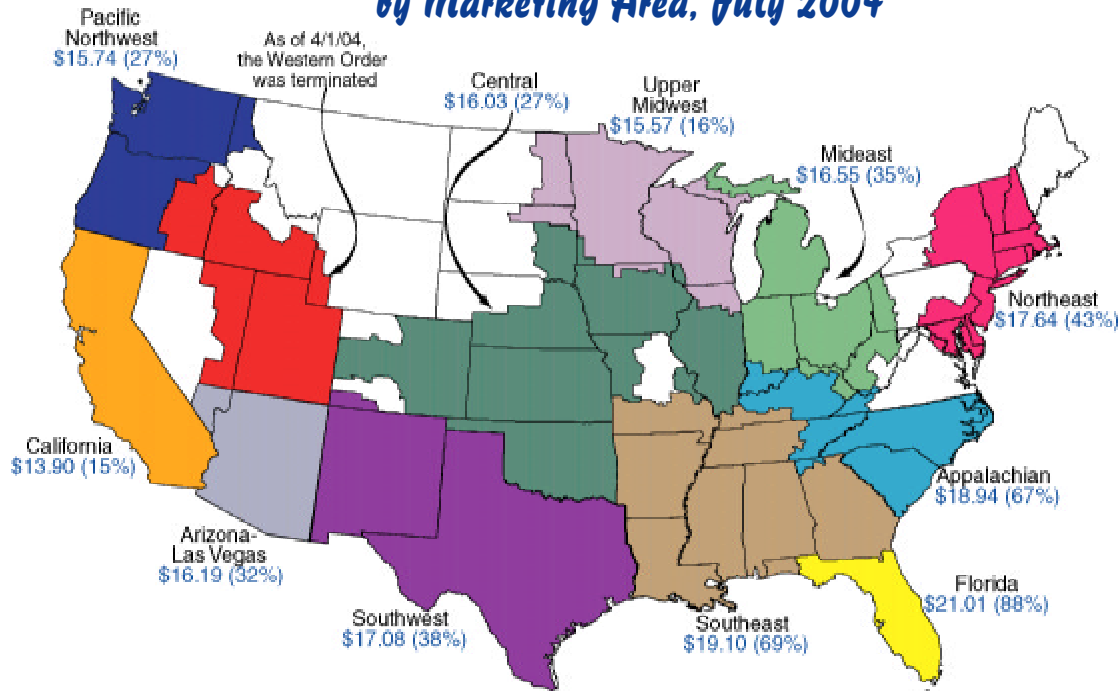 by Marketing Area, July 2004
Pacific
Northwest
$15.74 (27%)
As of 4/1/04,
the Western Order
was terminated
Central
$16.03 (27%)
Upper
Midwest
$15.57 (16%)
Mideast
$16.55 (35%)
Northeast
$17.64 (43%)
California
$13.90 (15%)
Appalachian
$18.94 (67%)
Arizona-
Las Vegas
$16.19 (32%)
Southwest
$17.08 (38%)
Southeast
$19.10 (69%)
Florida
$21.01 (88%)